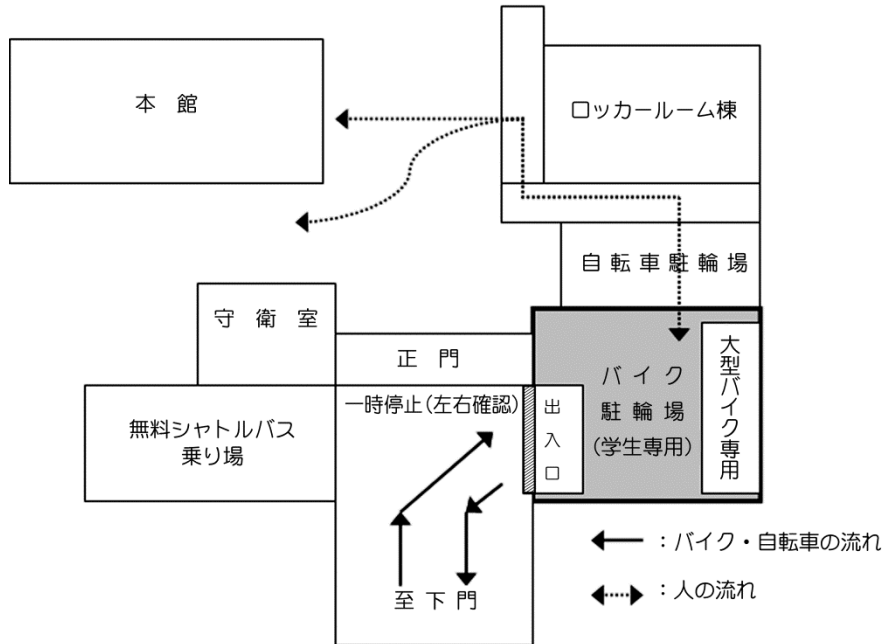 本館
ロッカールーム棟
自転車駐輪場
守衛室
正門
無料シャトルバス
乗り場
一時停止(左右確認)
出入口
バイク
駐輪場
(学生専用)
大型バイク専用
至下門
:バイク・自転車の流れ
:人の流れ